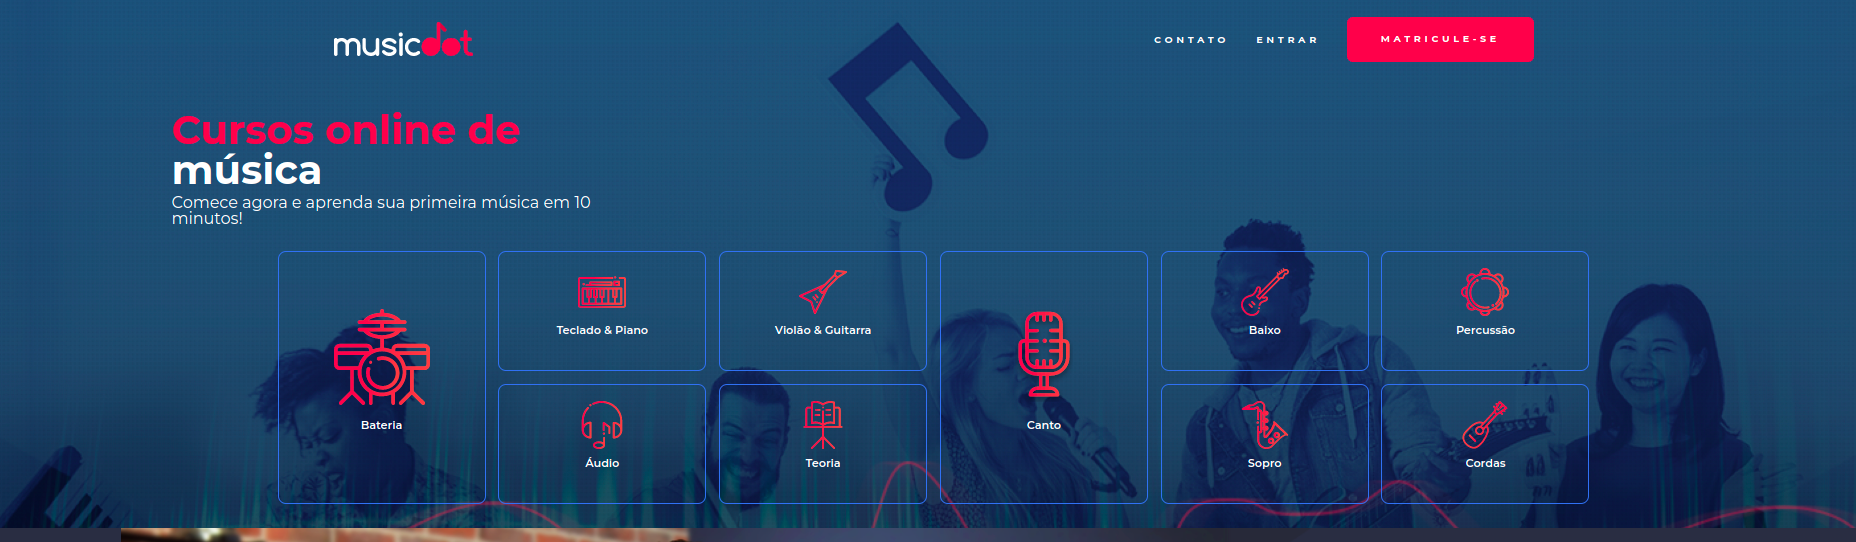 musicdot
CONTATO
ENTRAR
MATRICULE-SE
Cursos online de
música
Comece agora e aprenda sua primeira música em 10
minutos!
Bateria
Teclado & Piano
Violão & Guitarra
Canto
Baixo
Percussão
Áudio
Teoria
Sopro
Cordas